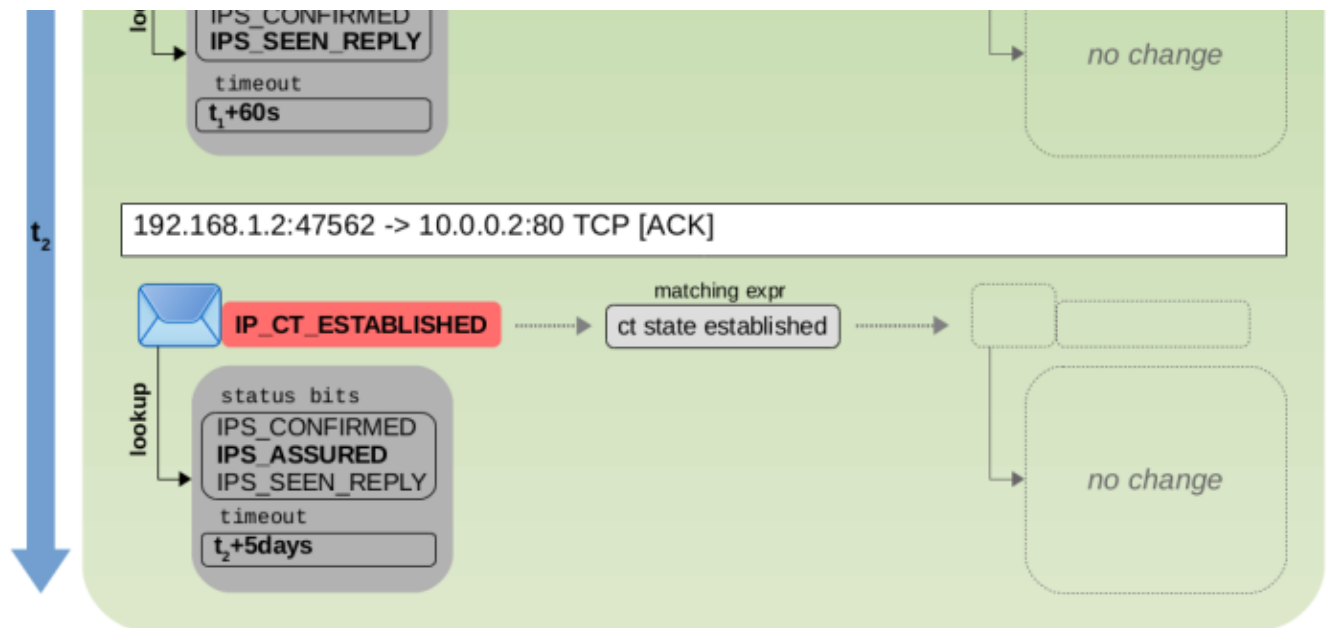 loo
IPS_CONFIRMED
IPS_SEEN_REPLY
no change
timeout
t1+60s
t2
192.168.1.2:47562 -> 10.0.0.2:80 TCP [ACK]
matching expr
IP_CT_ESTABLISHED
ct state established
lookup
status bits
IPS_CONFIRMED
IPS_ASSURED
IPS_SEEN_REPLY
no change
timeout
t2+5days